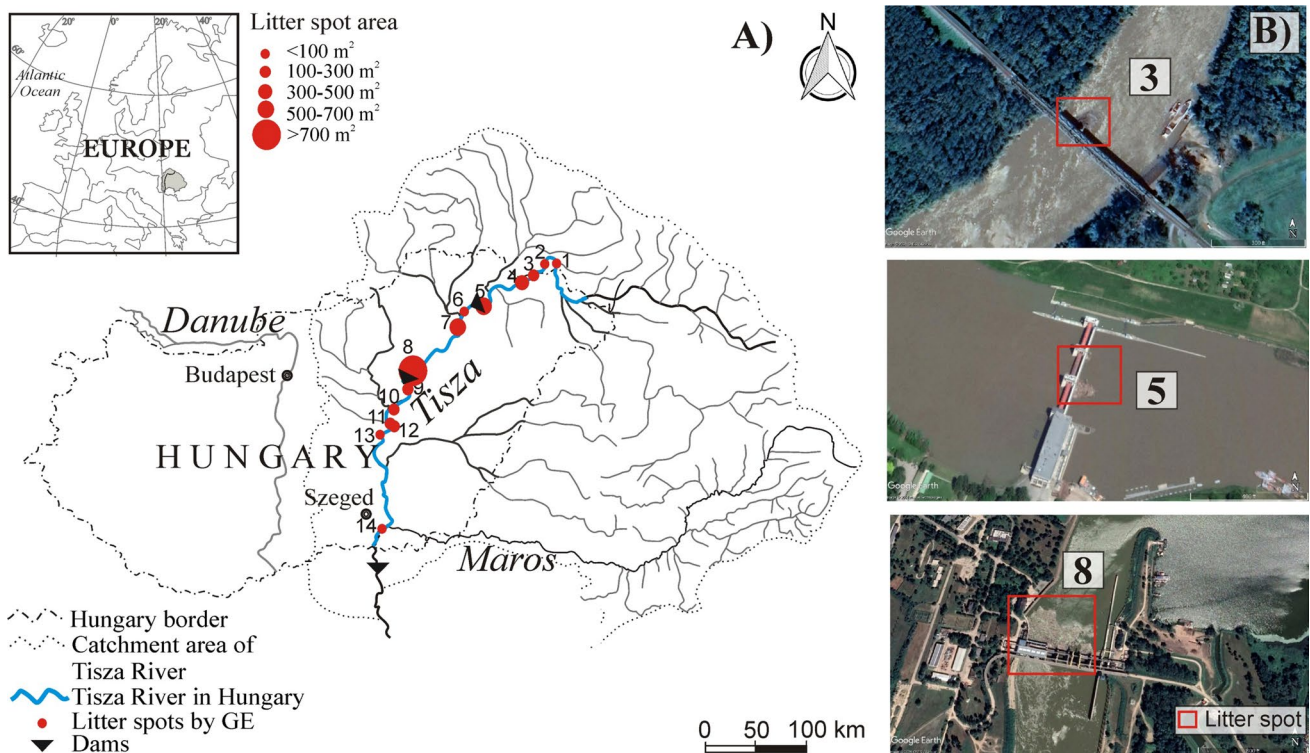 20°
0°
20°
40°
60°
Atlantic
Ocean
EUROPE
40°
Litter spot area
<100 m²
100-300 m²
300-500 m²
500-700 m²
>700 m²
A)
N
2
1
3
4
5
6
7
8
9
10
11
12
13
14
Danube
Budapest
Tisza
HUNGARY
Szeged
Maros
Hungary border
Catchment area of
Tisza River
Tisza River in Hungary
Litter spots by GE
Dams
0 50 100 km
B)
3
Google Earth
N
5
Google Earth
N
8
Litter spot
Google Earth
N